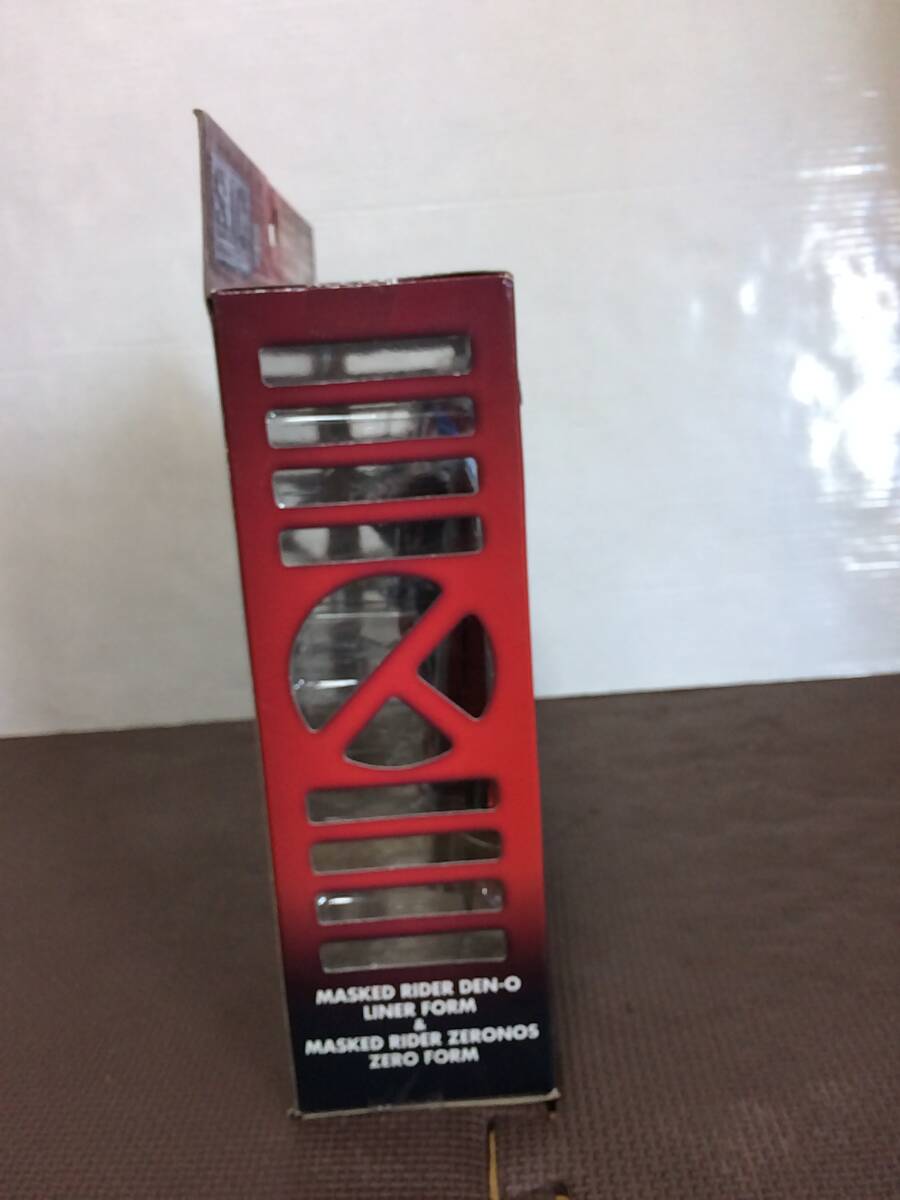 S.I.C.
MASKED RIDER DEN-O
LINER FORM
&
MASKED RIDER ZERONOS
ZERO FORM